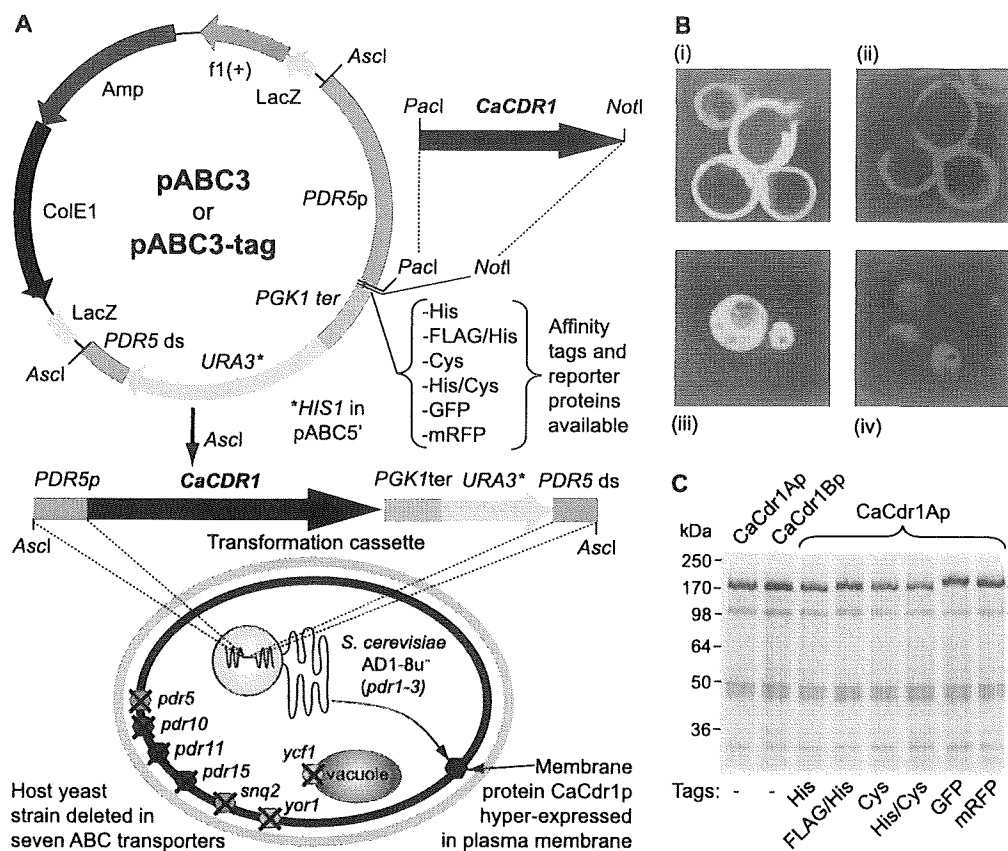 A
f1(+)
AscI
LacZ
Amp
PacI
CaCDR1
NotI
pABC3
or
pABC3-tag
PDR5p
ColE1
PacI
NotI
PGK1 ter
LacZ
PDR5 ds
AscI
URA3*
-His
-FLAG/His
-Cys
-His/Cys
-GFP
-mRFP
Affinity
tags and
reporter
proteins
available
*HIS1 in
pABC5'
AscI
PDR5p
CaCDR1
PGK1ter
URA3*
PDR5 ds
AscI
Transformation cassette
AscI
S. cerevisiae
AD1-8u-
(pdr1-3)
pdr5
pdr10
pdr11
pdr15
snq2
yor1
ycf1
vacuole
Host yeast
strain deleted in
seven ABC transporters
Membrane
protein CaCdr1p
hyper-expressed
in plasma membrane
B
(i)
(ii)
(iii)
(iv)
C
kDa
CaCdr1Ap
CaCdr1Bp
CaCdr1Ap
250
170
98
64
50
36
Tags:
-
-
His
FLAG/His
Cys
His/Cys
GFP
mRFP